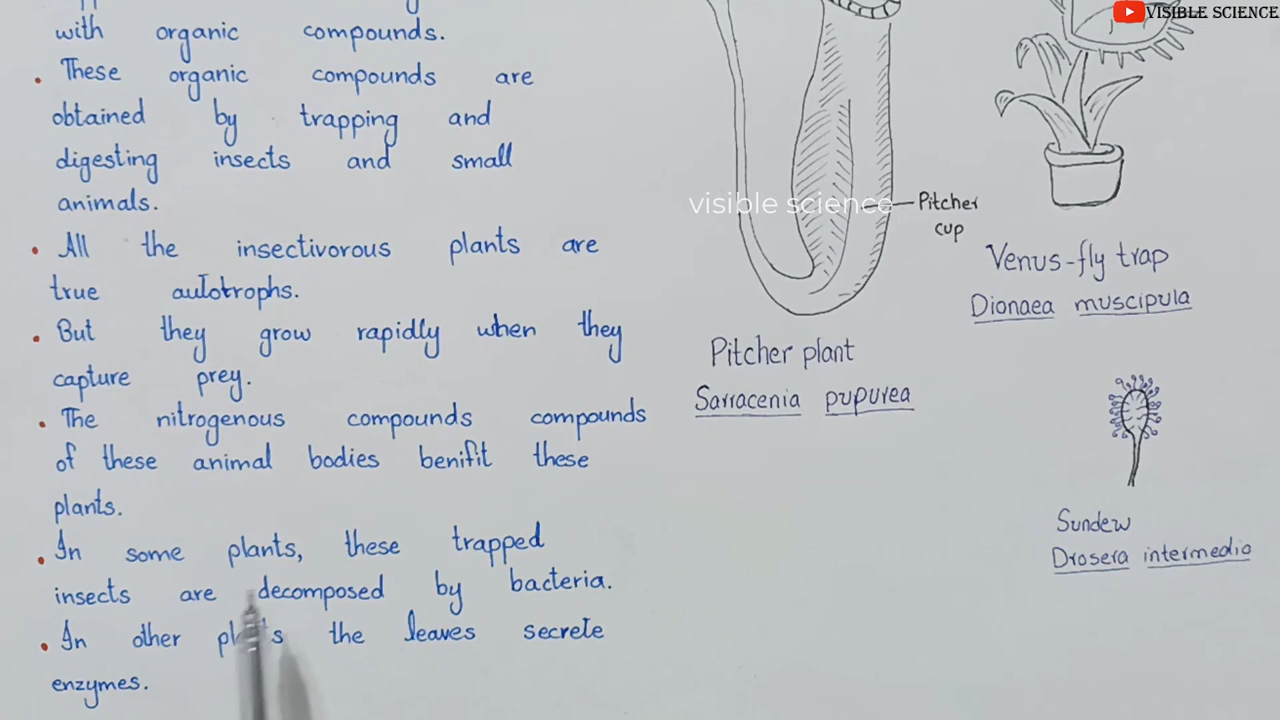 with organic compounds.
. These organic compounds are
obtained by trapping and
digesting insects and small
animals.
. All the insectivorous plants are
true autotrophs.
. But they grow rapidly when they
capture prey.
. The nitrogenous compounds compounds
of these animal bodies benifit these
plants.
. In some plants, these trapped
insects are decomposed by bacteria.
. In other plants the leaves secrete
enzymes.
VISIBLE SCIENCE
visible science
Pitcher
cup
Venus-fly trap
Dionaea muscipula
Pitcher plant
Sarracenia pupurea
Sundew
Drosera intermedia